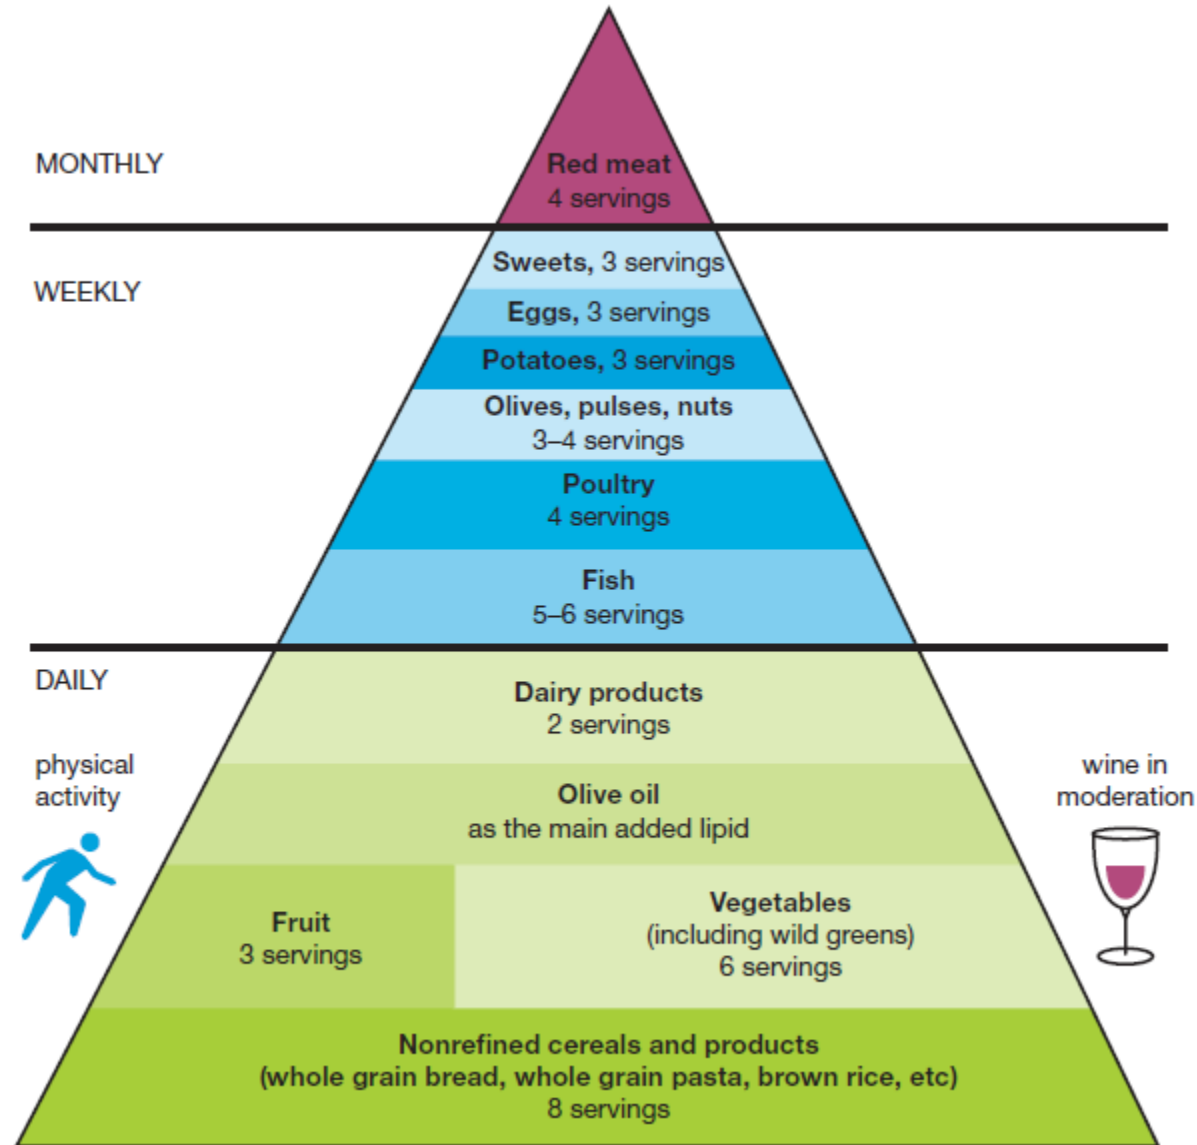 MONTHLY
Red meat
4 servings
WEEKLY
Sweets, 3 servings
Eggs, 3 servings
Potatoes, 3 servings
Olives, pulses, nuts
3–4 servings
Poultry
4 servings
Fish
5–6 servings
DAILY
Dairy products
2 servings
physical
activity
wine in
moderation
Olive oil
as the main added lipid
Fruit
3 servings
Vegetables
(including wild greens)
6 servings
Nonrefined cereals and products
(whole grain bread, whole grain pasta, brown rice, etc)
8 servings